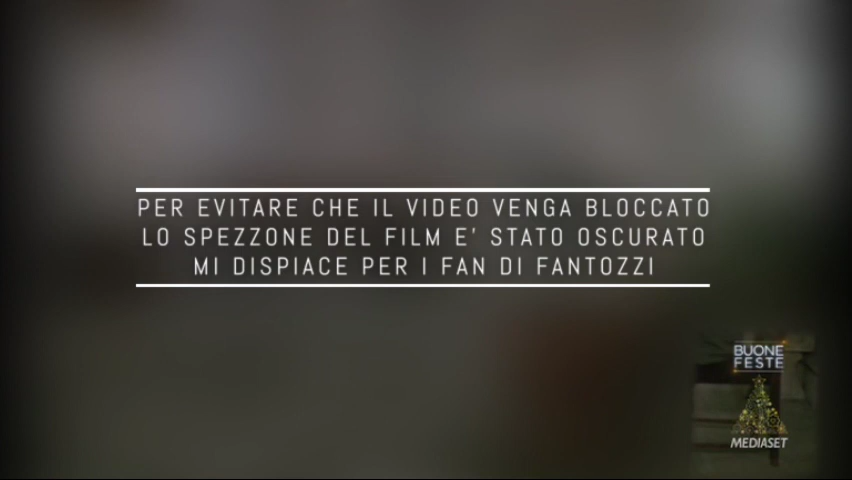 PER EVITARE CHE IL VIDEO VENGA BLOCCATO
LO SPEZZONE DEL FILM E' STATO OSCURATO
MI DISPIACE PER I FAN DI FANTOZZI
BUONE
FESTE
MEDIASET